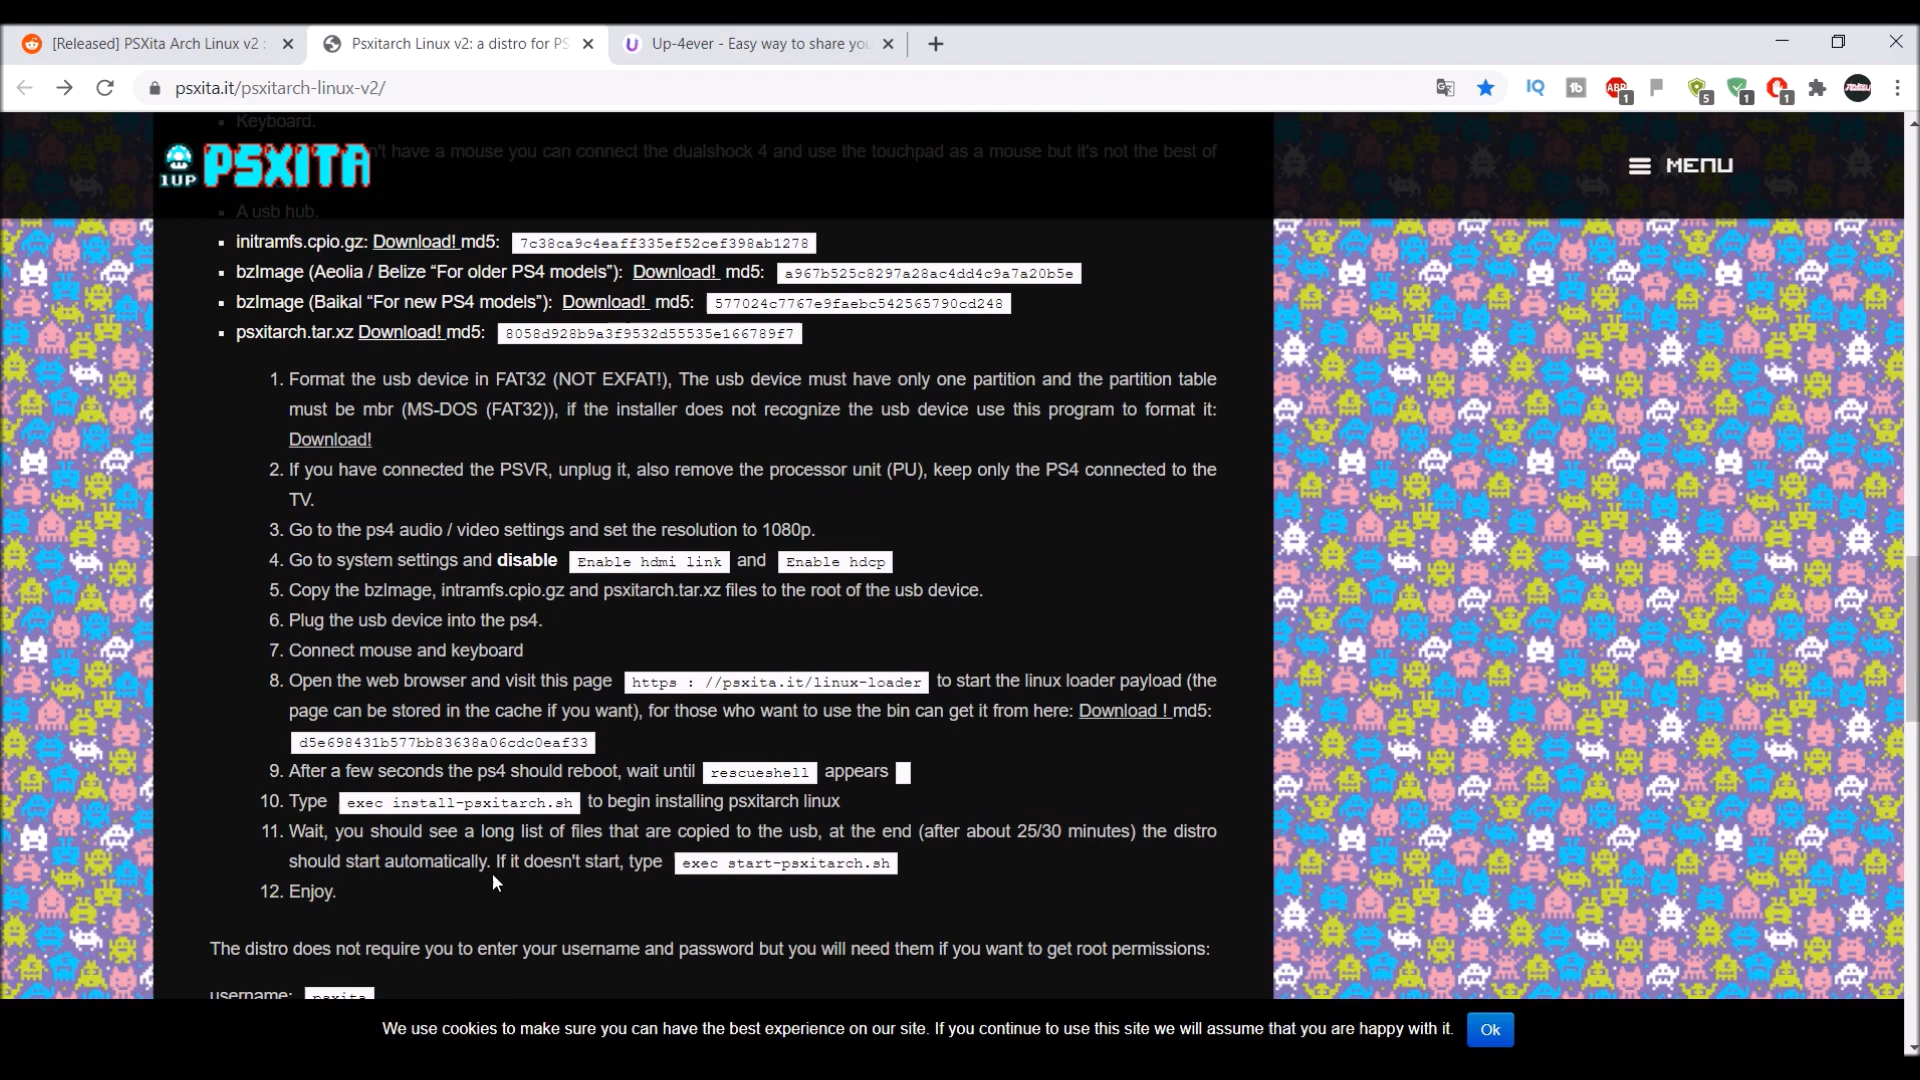 [Released] PSXita Arch Linux v2 :
Psxitarch Linux v2: a distro for PS
Up-4ever - Easy way to share you
psxita.it/psxitarch-linux-v2/
Keyboard.
't have a mouse you can connect the dualshock 4 and use the touchpad as a mouse but it's not the best of
1UP PSXITA
MENU
A usb hub.
initramfs.cpio.gz: Download! md5: 7c38ca9c4eaff335ef52cef398ab1278
bzImage (Aeolia / Belize “For older PS4 models”): Download! md5: a967b525c8297a28ac4dd4c9a7a20b5e
bzImage (Baikal “For new PS4 models”): Download! md5: 577024c7767e9faebc542565790cd248
psxitarch.tar.xz Download! md5: 8058d928b9a3f9532d55535e166789f7
1. Format the usb device in FAT32 (NOT EXFAT!), The usb device must have only one partition and the partition table
must be mbr (MS-DOS (FAT32)), if the installer does not recognize the usb device use this program to format it:
Download!
2. If you have connected the PSVR, unplug it, also remove the processor unit (PU), keep only the PS4 connected to the
TV.
3. Go to the ps4 audio / video settings and set the resolution to 1080p.
4. Go to system settings and disable Enable hdmi link and Enable hdcp
5. Copy the bzImage, intramfs.cpio.gz and psxitarch.tar.xz files to the root of the usb device.
6. Plug the usb device into the ps4.
7. Connect mouse and keyboard
8. Open the web browser and visit this page https : //psxita.it/linux-loader to start the linux loader payload (the
page can be stored in the cache if you want), for those who want to use the bin can get it from here: Download ! md5:
d5e698431b577bb83638a06cdc0eaf33
9. After a few seconds the ps4 should reboot, wait until rescueshell appears
10. Type exec install-psxitarch.sh to begin installing psxitarch linux
11. Wait, you should see a long list of files that are copied to the usb, at the end (after about 25/30 minutes) the distro
should start automatically. If it doesn't start, type exec start-psxitarch.sh
12. Enjoy.
The distro does not require you to enter your username and password but you will need them if you want to get root permissions:
username: psxita
We use cookies to make sure you can have the best experience on our site. If you continue to use this site we will assume that you are happy with it. Ok